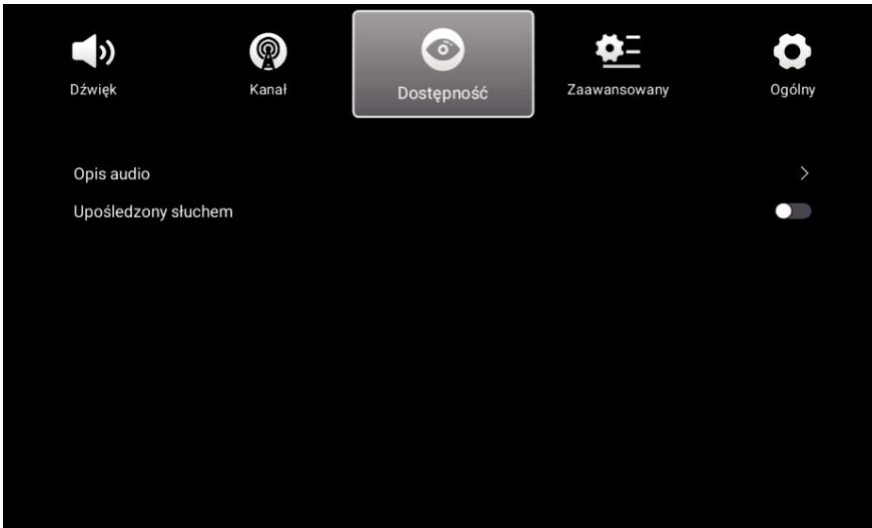 Dźwięk
Kanał
Dostępność
Zaawansowany
Ogólny
Opis audio
Upośledzony słuchem